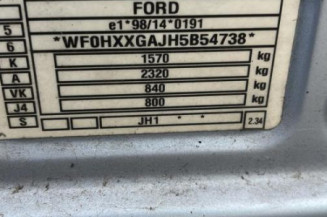 FORD
e1*98/14*0191
5
6 *WF0HXXGAJH5B54738*
K 1570 kg
A 2320 kg
VK 840 kg
J4 800 kg
S JH1 2.34